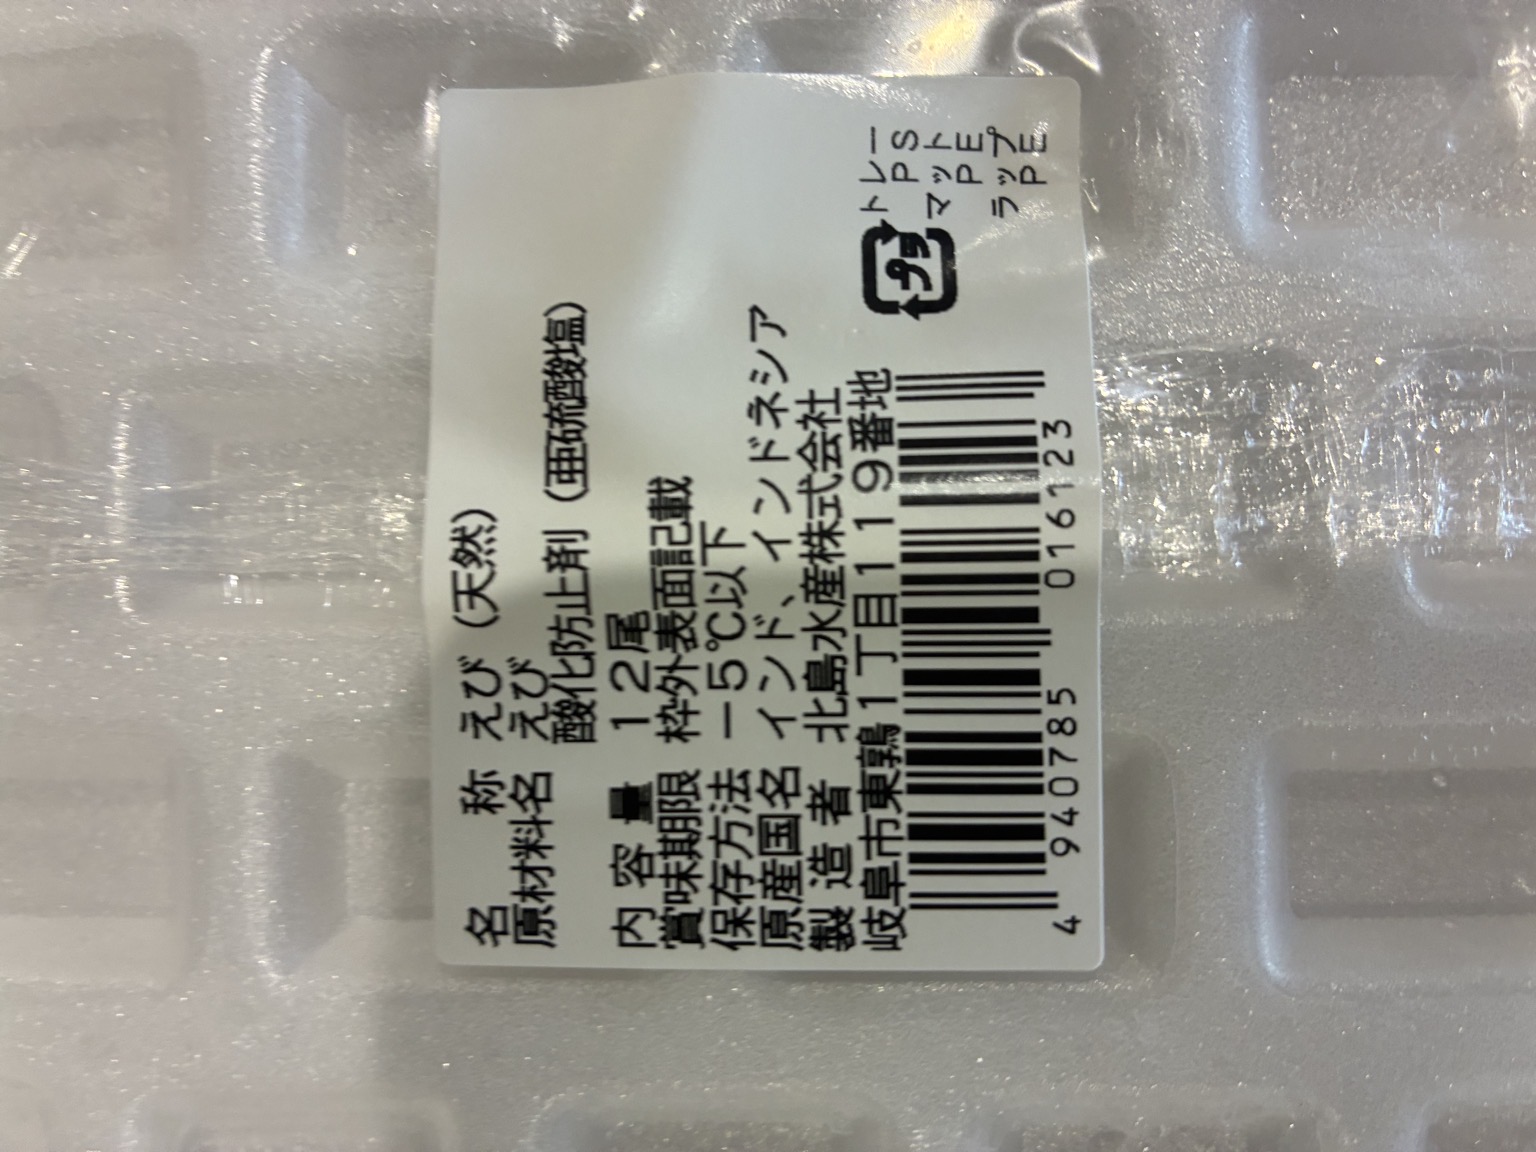 名　　称　えび　（天然）
原材料名　えび
酸化防止剤（亜硫酸塩）
内容量　１２尾
賞味期限　枠外表面記載
保存方法　－５℃以下
原産国名　インド、インドネシア
製造者　北島水産株式会社
岐阜市東鶉１丁目１１９番地
4 940785 016123
プラ
トレー
ＰＳ
マット
ＰＥ
ラップ
ＰＥ